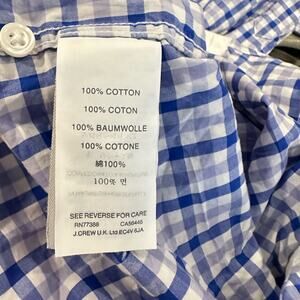 100% COTTON
100% COTON
100% BAUMWOLLE
100% COTONE
綿100%
100% 면
SEE REVERSE FOR CARE
RN77388 CA56445
J.CREW U.K. Ltd.EC4V 6JA